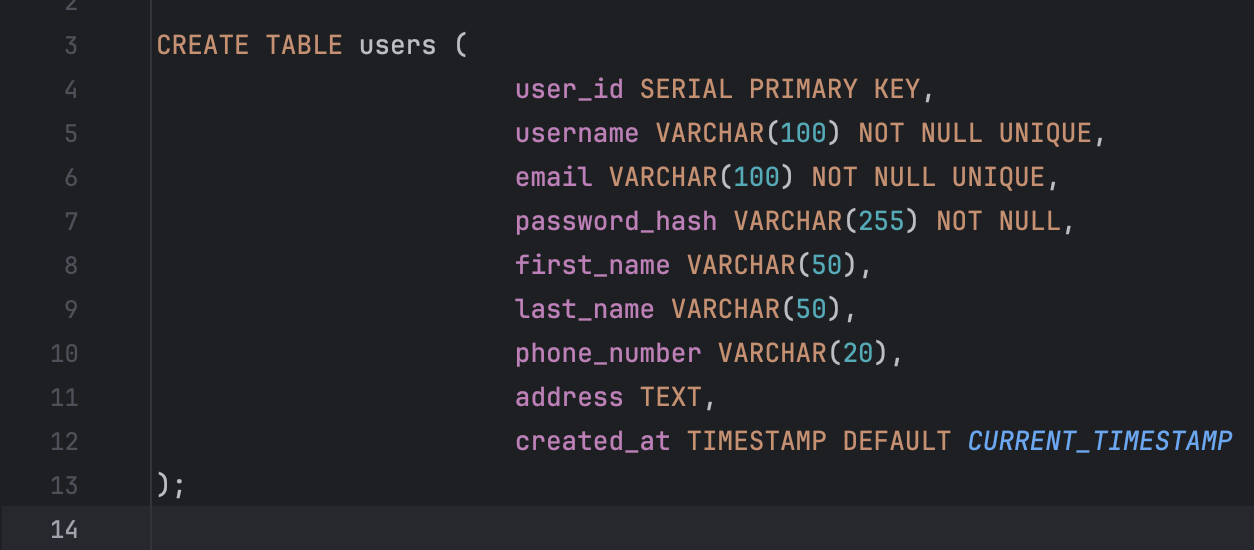 2
3 CREATE TABLE users (
4 user_id SERIAL PRIMARY KEY,
5 username VARCHAR(100) NOT NULL UNIQUE,
6 email VARCHAR(100) NOT NULL UNIQUE,
7 password_hash VARCHAR(255) NOT NULL,
8 first_name VARCHAR(50),
9 last_name VARCHAR(50),
10 phone_number VARCHAR(20),
11 address TEXT,
12 created_at TIMESTAMP DEFAULT CURRENT_TIMESTAMP
13 );
14